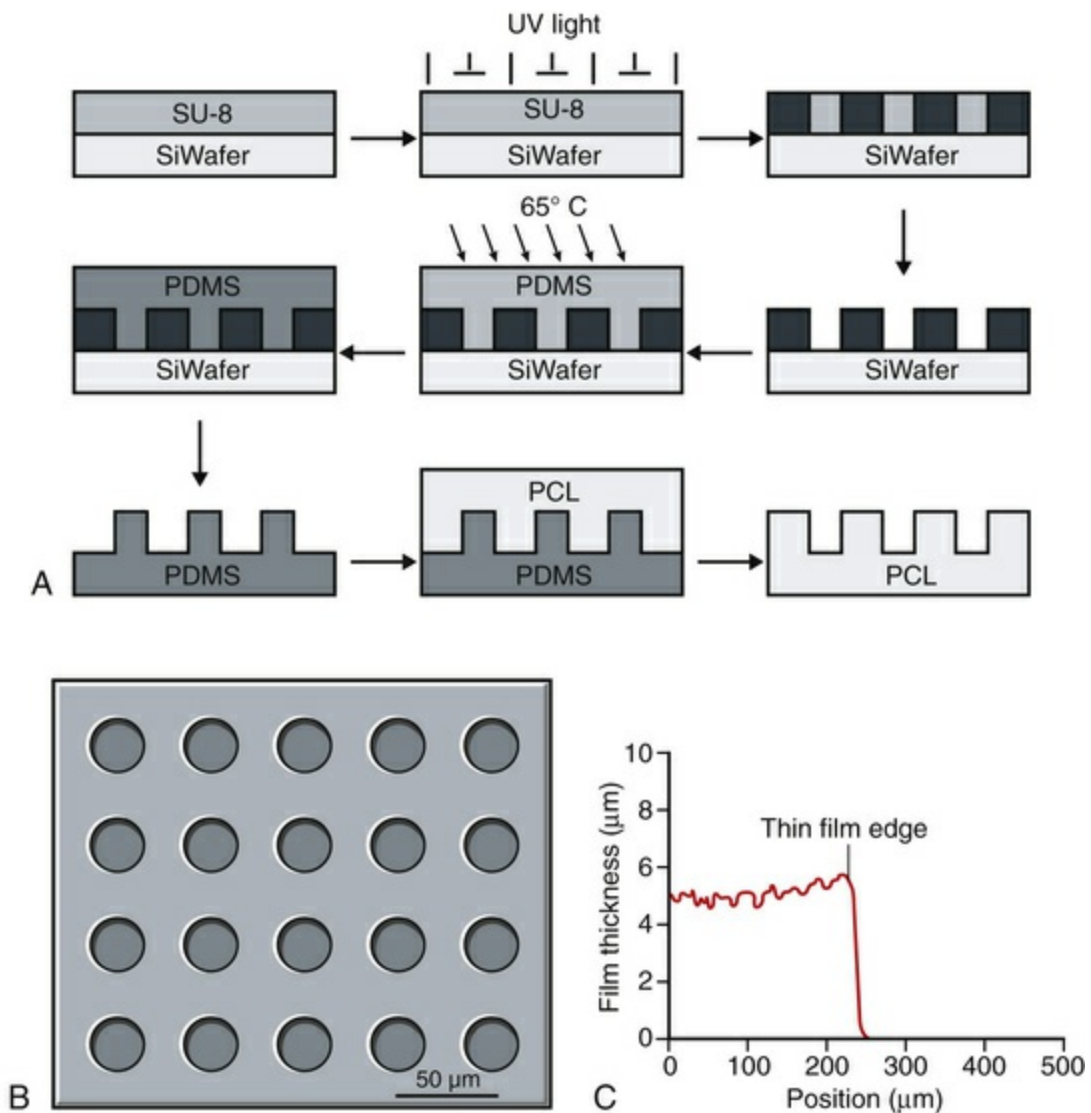 UV light
SU-8
SiWafer
SU-8
SiWafer
SiWafer
65° C
PDMS
SiWafer
PDMS
SiWafer
SiWafer
PDMS
PCL
PDMS
PCL
A
B
50 µm
C
Film thickness (µm)
10
8
6
4
2
0
Thin film edge
0 100 200 300 400 500
Position (µm)